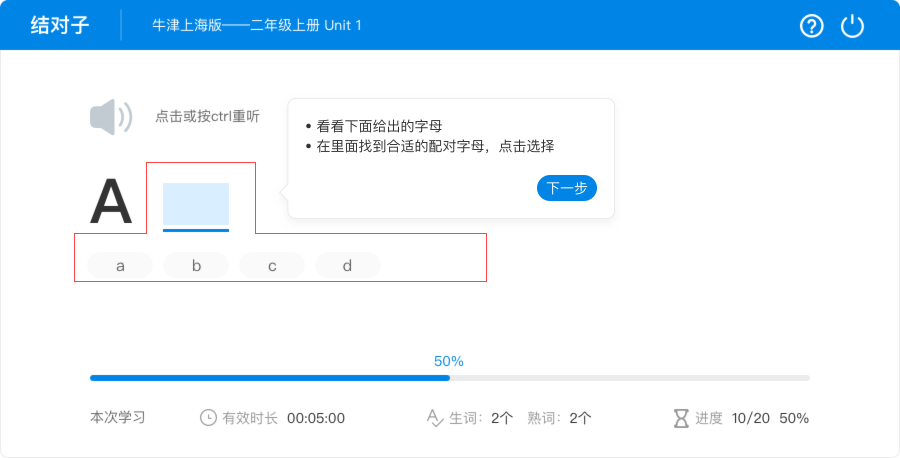 结对子
牛津上海版——二年级上册 Unit 1
点击或按ctrl重听
• 看看下面给出的字母
• 在里面找到合适的配对字母，点击选择
下一步
A
a b c d
50%
本次学习 有效时长 00:05:00 生词：2个 熟词：2个 进度 10/20 50%